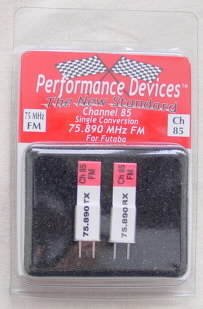 Performance Devices™
The New Standard
Channel 85
Single Conversion
75.890 MHz FM
For Futaba
75 MHz
FM
Ch
85
Ch 85
FM
75.890 TX
Ch 85
FM
75.890 RX